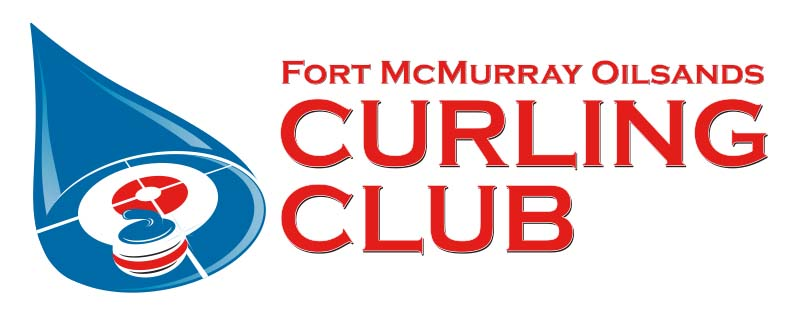 Fort McMurray Oilsands
CURLING
CLUB